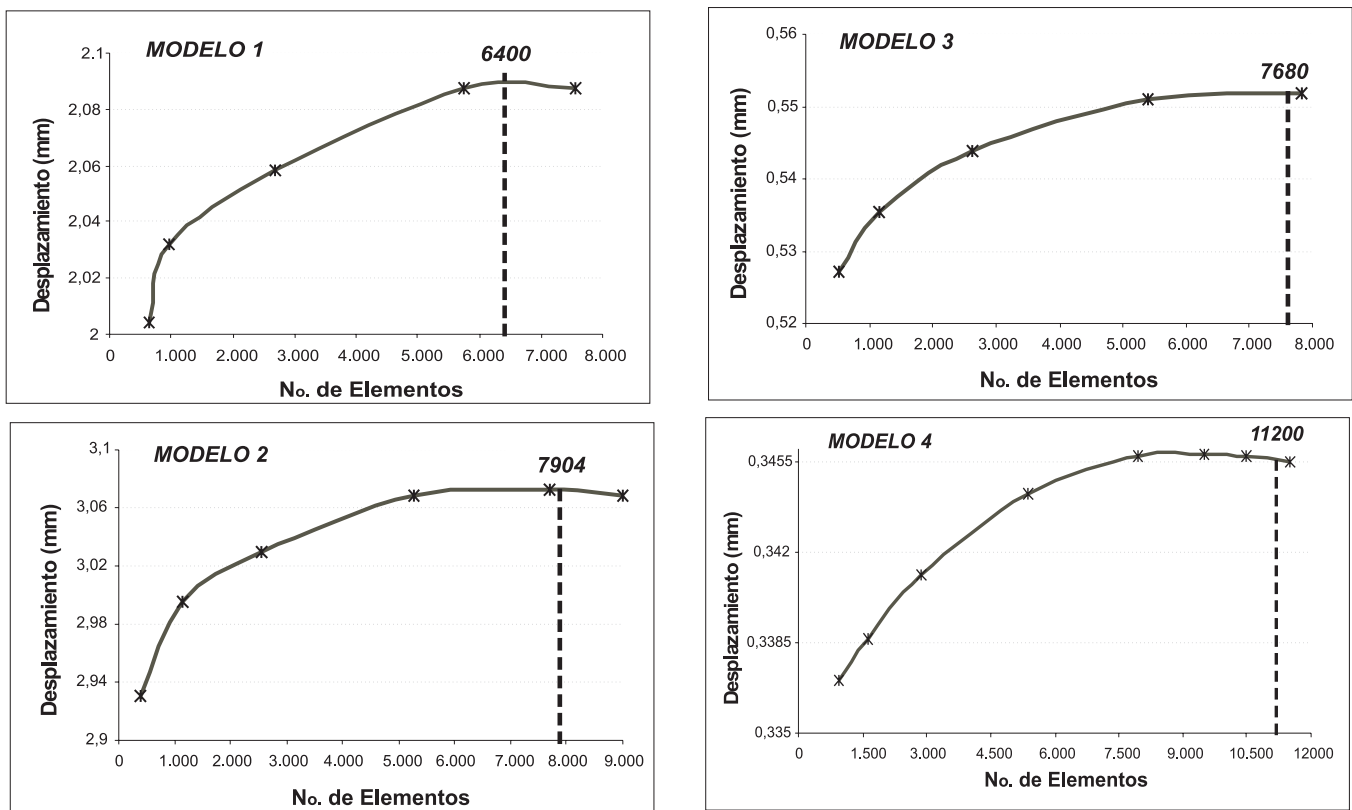 MODELO 1
6400
2.1
2,08
2,06
2,04
2,02
2
0 1.000 2.000 3.000 4.000 5.000 6.000 7.000 8.000
Desplazamiento (mm)
No. de Elementos
MODELO 3
7680
0,56
0,55
0,54
0,53
0,52
0 1.000 2.000 3.000 4.000 5.000 6.000 7.000 8.000
Desplazamiento (mm)
No. de Elementos
MODELO 2
7904
3,1
3,06
3,02
2,98
2,94
2,9
0 1.000 2.000 3.000 4.000 5.000 6.000 7.000 8.000 9.000
Desplazamiento (mm)
No. de Elementos
MODELO 4
11200
0,3455
0,342
0,3385
0,335
0 1.500 3.000 4.500 6.000 7.500 9.000 10.500 12000
Desplazamiento (mm)
No. de Elementos